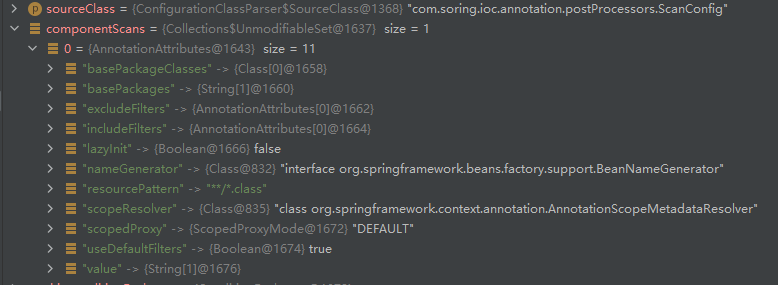 sourceClass = {ConfigurationClassParser$SourceClass@1368} "com.soring.ioc.annotation.postProcessors.ScanConfig"
componentScans = {Collections$UnmodifiableSet@1637} size = 1
0 = {AnnotationAttributes@1643} size = 11
"basePackageClasses" -> {Class[0]@1658}
"basePackages" -> {String[1]@1660}
"excludeFilters" -> {AnnotationAttributes[0]@1662}
"includeFilters" -> {AnnotationAttributes[0]@1664}
"lazyInit" -> {Boolean@1666} false
"nameGenerator" -> {Class@832} "interface org.springframework.beans.factory.support.BeanNameGenerator"
"resourcePattern" -> "**/*.class"
"scopeResolver" -> {Class@835} "class org.springframework.context.annotation.AnnotationScopeMetadataResolver"
"scopedProxy" -> {ScopedProxyMode@1672} "DEFAULT"
"useDefaultFilters" -> {Boolean@1674} true
"value" -> {String[1]@1676}